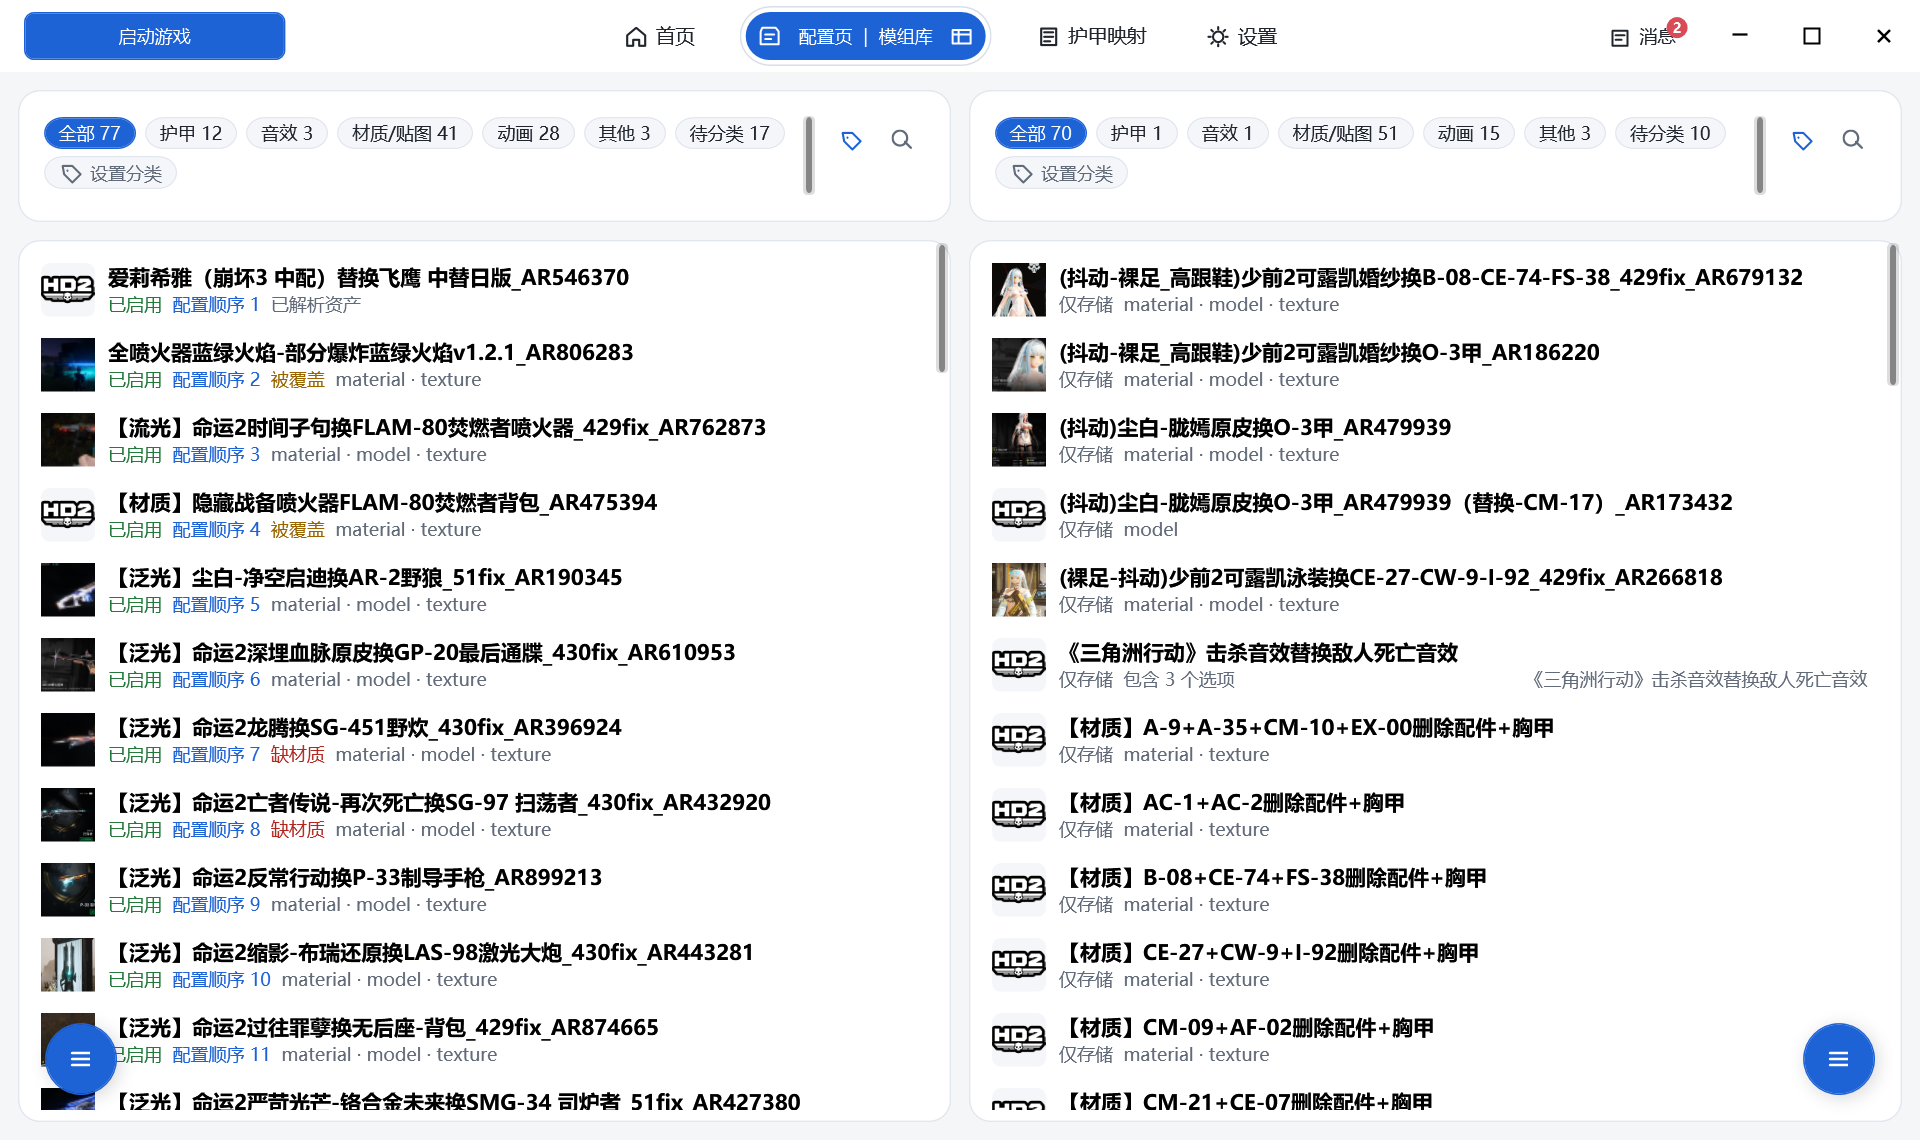 启动游戏
首页
配置页 | 模组库
护甲映射
设置
消息 2
全部 77
护甲 12
音效 3
材质/贴图 41
动画 28
其他 3
待分类 17
设置分类
全部 70
护甲 1
音效 1
材质/贴图 51
动画 15
其他 3
待分类 10
设置分类
爱莉希雅（崩坏3 中配）替换飞鹰 中替日版_AR546370
已启用 配置顺序 1 已解析资产
全喷火器蓝绿火焰-部分爆炸蓝绿火焰v1.2.1_AR806283
已启用 配置顺序 2 被覆盖 material · texture
【流光】命运2时间子句换FLAM-80焚燃者喷火器_429fix_AR762873
已启用 配置顺序 3 material · model · texture
【材质】隐藏战备喷火器FLAM-80焚燃者背包_AR475394
已启用 配置顺序 4 被覆盖 material · texture
【泛光】尘白-净空启迪换AR-2野狼_51fix_AR190345
已启用 配置顺序 5 material · model · texture
【泛光】命运2深埋血脉原皮换GP-20最后通牒_430fix_AR610953
已启用 配置顺序 6 material · model · texture
【泛光】命运2龙腾换SG-451野炊_430fix_AR396924
已启用 配置顺序 7 缺材质 material · model · texture
【泛光】命运2亡者传说-再次死亡换SG-97 扫荡者_430fix_AR432920
已启用 配置顺序 8 缺材质 material · model · texture
【泛光】命运2反常行动换P-33制导手枪_AR899213
已启用 配置顺序 9 material · model · texture
【泛光】命运2缩影-布瑞还原换LAS-98激光大炮_430fix_AR443281
已启用 配置顺序 10 material · model · texture
【泛光】命运2过往罪孽换无后座-背包_429fix_AR874665
已启用 配置顺序 11 material · model · texture
【泛光】命运2严苛光芒-铬合金未来换SMG-34 司炉者_51fix_AR427380
(抖动-裸足_高跟鞋)少前2可露凯婚纱换B-08-CE-74-FS-38_429fix_AR679132
仅存储 material · model · texture
(抖动-裸足_高跟鞋)少前2可露凯婚纱换O-3甲_AR186220
仅存储 material · model · texture
(抖动)尘白-胧嫣原皮换O-3甲_AR479939
仅存储 material · model · texture
(抖动)尘白-胧嫣原皮换O-3甲_AR479939（替换-CM-17）_AR173432
仅存储 model
(裸足-抖动)少前2可露凯泳装换CE-27-CW-9-I-92_429fix_AR266818
仅存储 material · model · texture
《三角洲行动》击杀音效替换敌人死亡音效
仅存储 包含 3 个选项 《三角洲行动》击杀音效替换敌人死亡音效
【材质】A-9+A-35+CM-10+EX-00删除配件+胸甲
仅存储 material · texture
【材质】AC-1+AC-2删除配件+胸甲
仅存储 material · texture
【材质】B-08+CE-74+FS-38删除配件+胸甲
仅存储 material · texture
【材质】CE-27+CW-9+I-92删除配件+胸甲
仅存储 material · texture
【材质】CM-09+AF-02删除配件+胸甲
仅存储 material · texture
【材质】CM-21+CE-07删除配件+胸甲